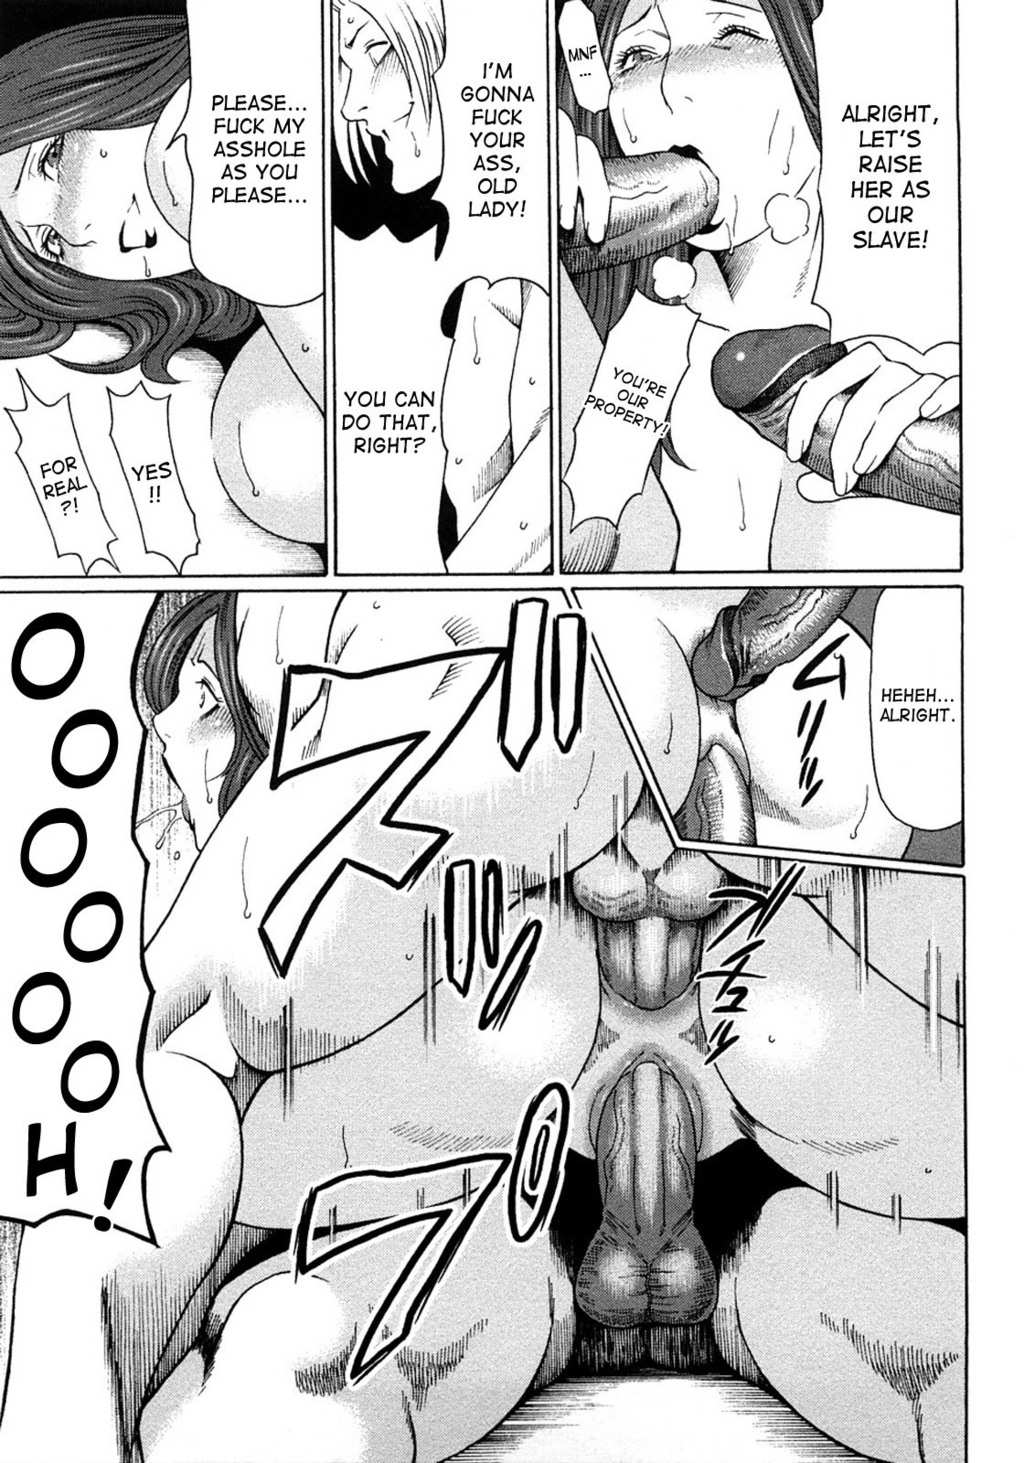 ALRIGHT,
LET'S
RAISE
HER AS
OUR
SLAVE!
MNF
...
YOU'RE
OUR
PROPERTY!
I'M
GONNA
FUCK
YOUR
ASS,
OLD
LADY!
YOU CAN
DO THAT,
RIGHT?
PLEASE...
FUCK MY
ASSHOLE
AS YOU
PLEASE...
YES
!!
FOR
REAL
?!
HEHEH...
ALRIGHT.
OOOOOOOH!